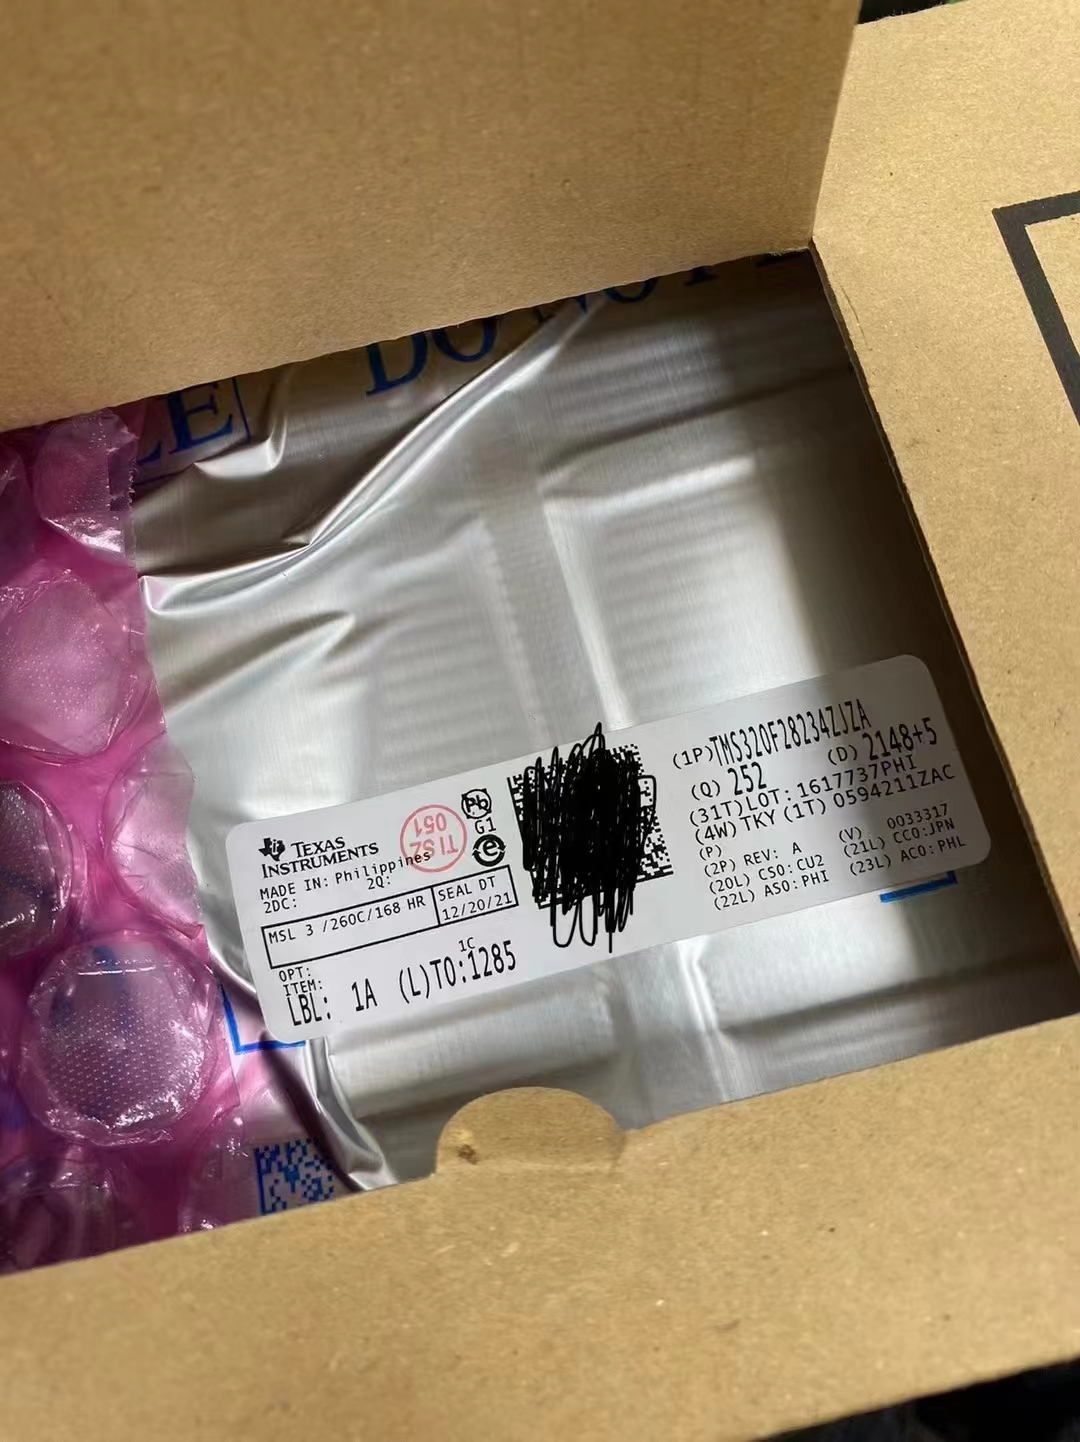 DO NOT
LE
TEXAS
INSTRUMENTS
MADE IN: Philippines
2DC: 2Q:
MSL 3 /260C/168 HR
SEAL DT
12/20/21
OPT:
ITEM:
1C
LBL: 1A (L)TO:1285
TI S2
051
Pb
G1
e
(1P)TMS320F28234ZJZA
(Q) 252 (D) 2148+5
(31T)LOT:1617737PHI
(4W) TKY (1T) 0594211ZAC
(P)
(2P) REV: A (V) 0033317
(20L) CSO:CU2 (21L) CCO:JPN
(22L) ASO:PHI (23L) ACO:PHL